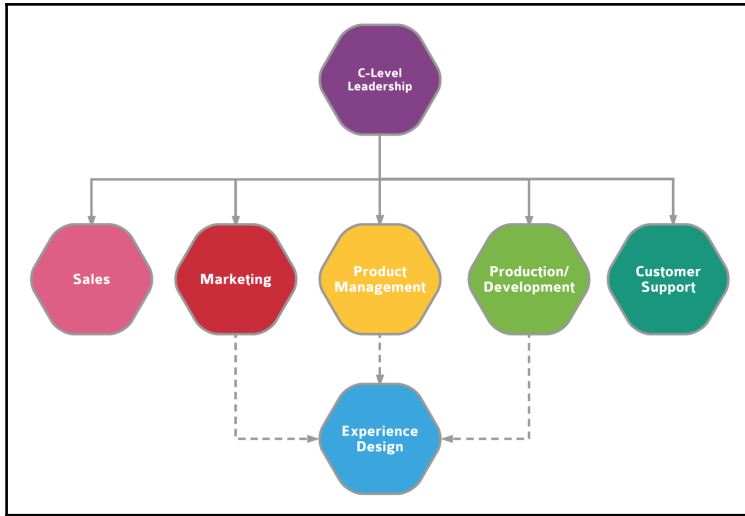 C-Level
Leadership
Sales
Marketing
Product
Management
Production/
Development
Customer
Support
Experience
Design